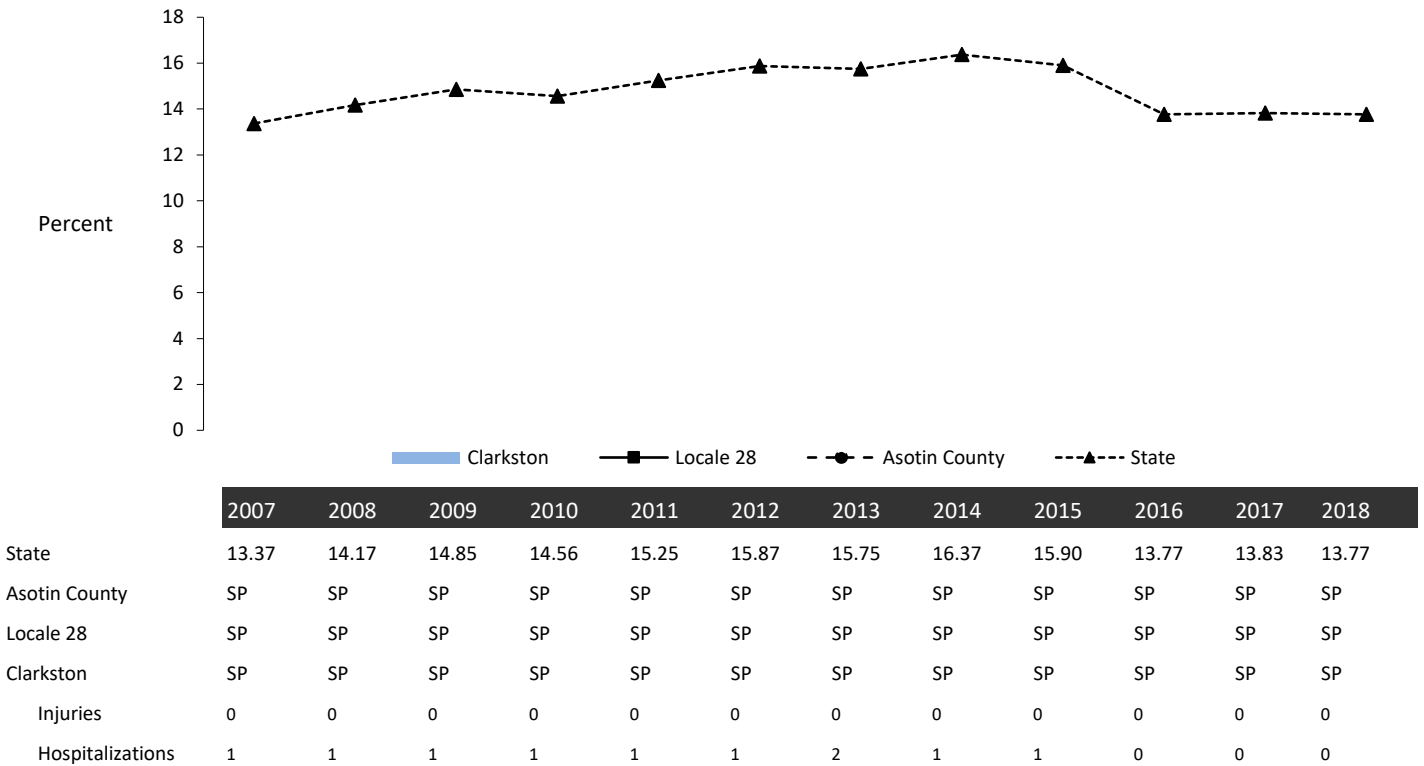 18
16
14
12
10
Percent
8
6
4
2
0
Clarkston Locale 28 Asotin County State
2007 2008 2009 2010 2011 2012 2013 2014 2015 2016 2017 2018
State 13.37 14.17 14.85 14.56 15.25 15.87 15.75 16.37 15.90 13.77 13.83 13.77
Asotin County SP SP SP SP SP SP SP SP SP SP SP SP
Locale 28 SP SP SP SP SP SP SP SP SP SP SP SP
Clarkston SP SP SP SP SP SP SP SP SP SP SP SP
Injuries 0 0 0 0 0 0 0 0 0 0 0 0
Hospitalizations 1 1 1 1 1 1 2 1 1 0 0 0